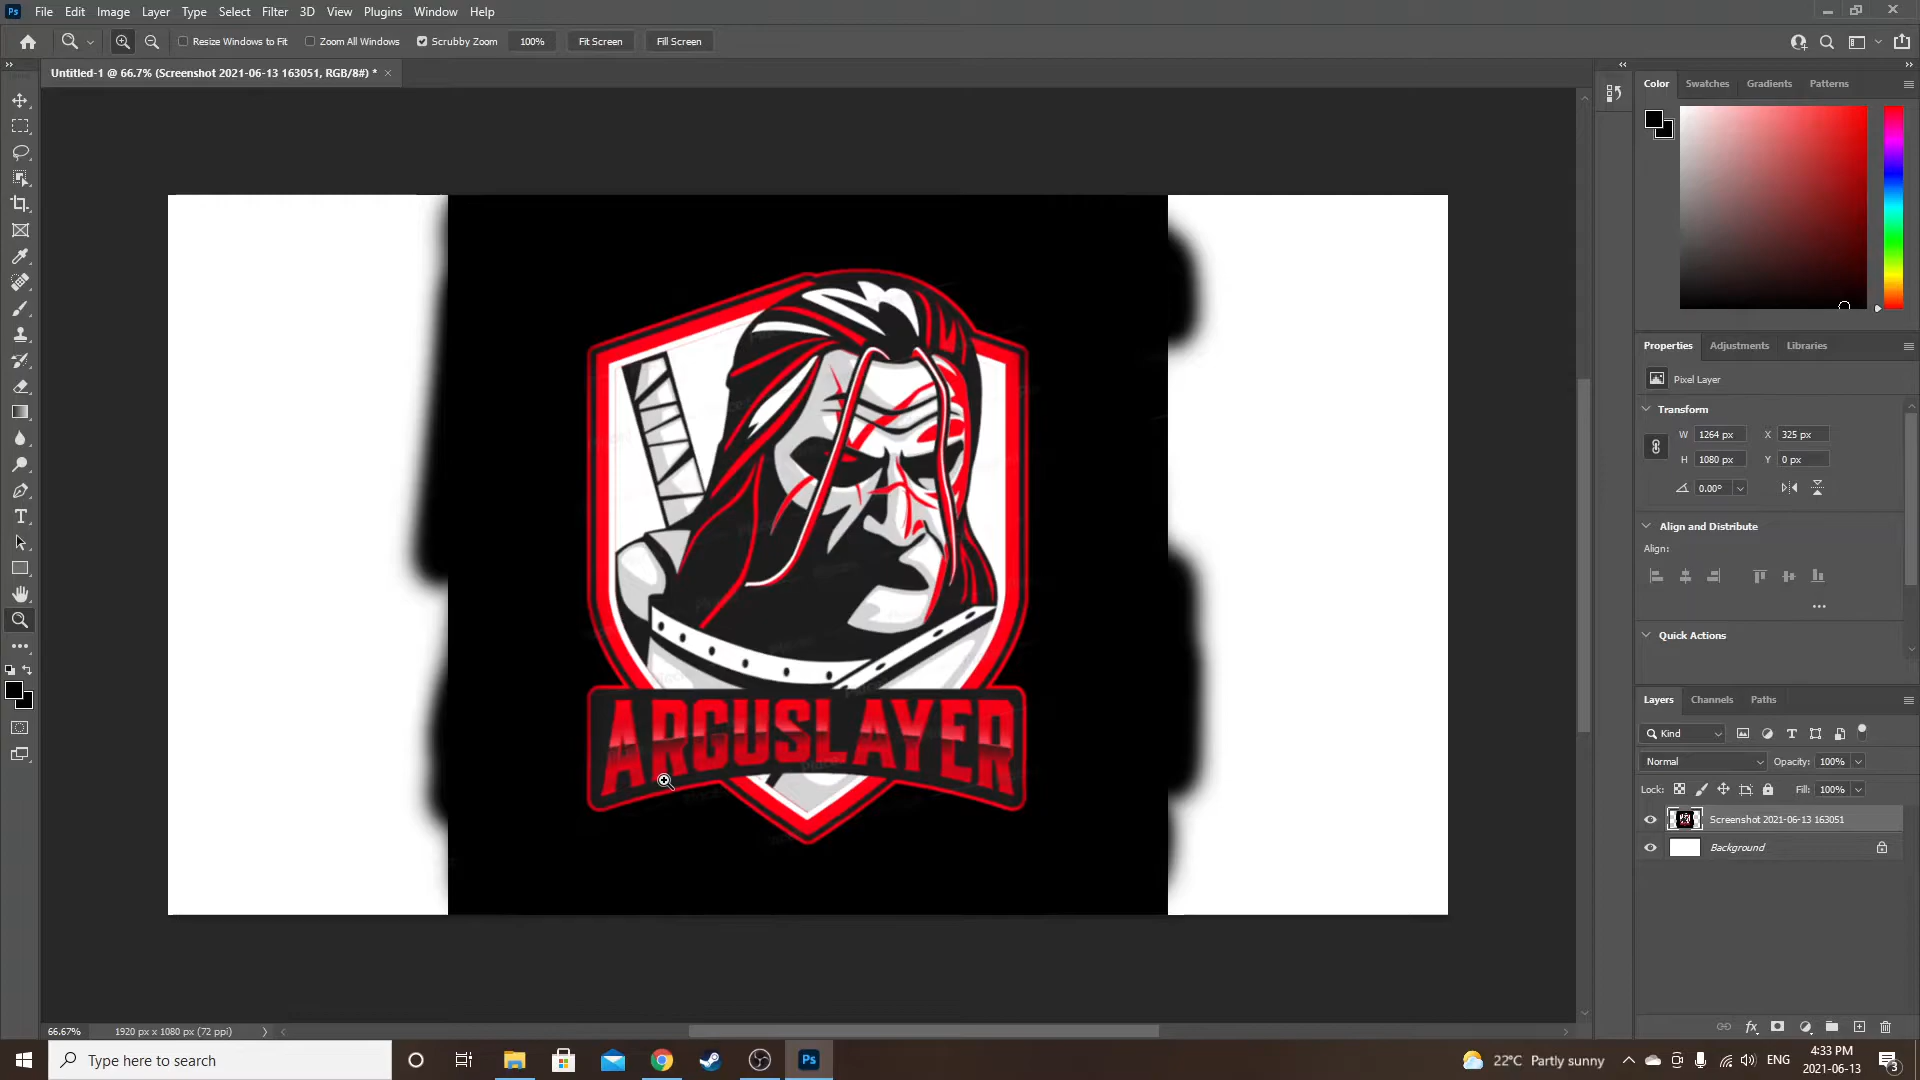 Ps File Edit Image Layer Type Select Filter 3D View Plugins Window Help
Resize Windows to Fit Zoom All Windows Scrubby Zoom 100% Fit Screen Fill Screen
Untitled-1 @ 66.7% (Screenshot 2021-06-13 163051, RGB/8#) * ×
Color Swatches Gradients Patterns
Properties Adjustments Libraries
Pixel Layer
Transform
W 1264 px X 325 px
H 1080 px Y 0 px
0.00°
Align and Distribute
Align:
Quick Actions
Layers Channels Paths
Kind
Normal Opacity: 100%
Lock: Fill: 100%
Screenshot 2021-06-13 163051
Background
ARGUSLAYER
66.67% 1920 px x 1080 px (72 ppi)
Type here to search
Ps
22°C Partly sunny ENG 4:33 PM
2021-06-13
3